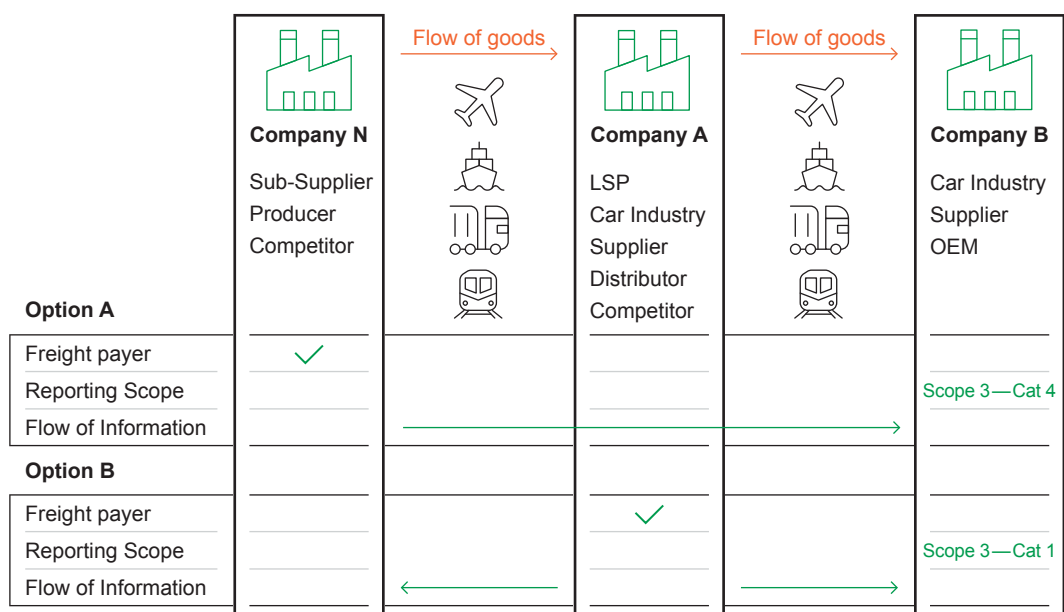 Flow of goods
Flow of goods
Company N
Company A
Company B
Sub-Supplier
Producer
Competitor
LSP
Car Industry
Supplier
Distributor
Competitor
Car Industry
Supplier
OEM
Option A
Freight payer
Reporting Scope
Scope 3—Cat 4
Flow of Information
Option B
Freight payer
Reporting Scope
Scope 3—Cat 1
Flow of Information